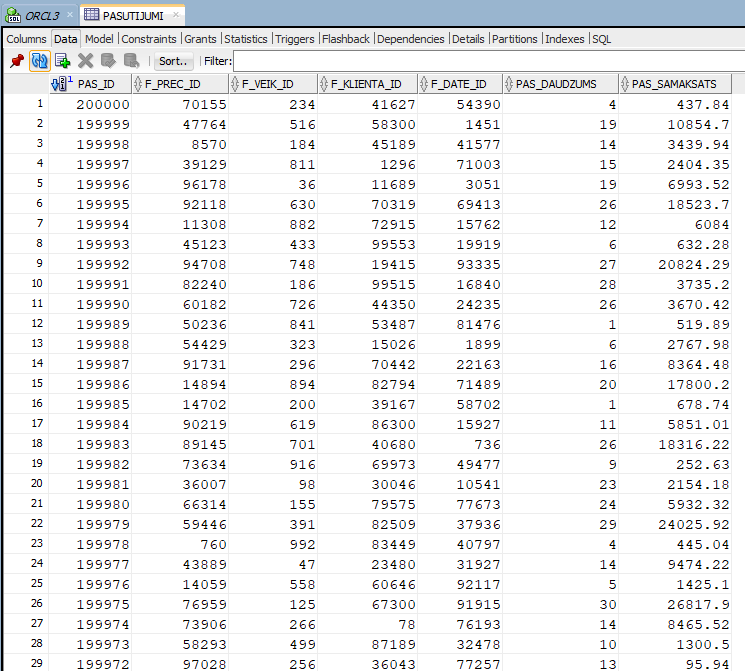 ORCL3 PASUTIJUMI
Columns Data Model Constraints Grants Statistics Triggers Flashback Dependencies Details Partitions Indexes SQL
Sort.. Filter:
PAS_ID F_PREC_ID F_VEIK_ID F_KLIENTA_ID F_DATE_ID PAS_DAUDZUMS PAS_SAMAKSATS
1 200000 70155 234 41627 54390 4 437.84
2 199999 47764 516 58300 1451 19 10854.7
3 199998 8570 184 45189 41577 14 3439.94
4 199997 39129 811 1296 71003 15 2404.35
5 199996 96178 36 11689 3051 19 6993.52
6 199995 92118 630 70319 69413 26 18523.7
7 199994 11308 882 72915 15762 12 6084
8 199993 45123 433 99553 19919 6 632.28
9 199992 94708 748 19415 93335 27 20824.29
10 199991 82240 186 99515 16840 28 3735.2
11 199990 60182 726 44350 24235 26 3670.42
12 199989 50236 841 53487 81476 1 519.89
13 199988 54429 323 15026 1899 6 2767.98
14 199987 91731 296 70442 22163 16 8364.48
15 199986 14894 894 82794 71489 20 17800.2
16 199985 14702 200 39167 58702 1 678.74
17 199984 90219 619 86300 15927 11 5851.01
18 199983 89145 701 40680 736 26 18316.22
19 199982 73634 916 69973 49477 9 252.63
20 199981 36007 98 30046 10541 23 2154.18
21 199980 66314 155 79575 77673 24 5932.32
22 199979 59446 391 82509 37936 29 24025.92
23 199978 760 992 83449 40797 4 445.04
24 199977 43889 47 23480 31927 14 9474.22
25 199976 14059 558 60646 92117 5 1425.1
26 199975 76959 125 67300 91915 30 26817.9
27 199974 73906 266 78 76193 14 8465.52
28 199973 58293 499 87189 32478 10 1300.5
29 199972 97028 256 36043 77257 13 95.94